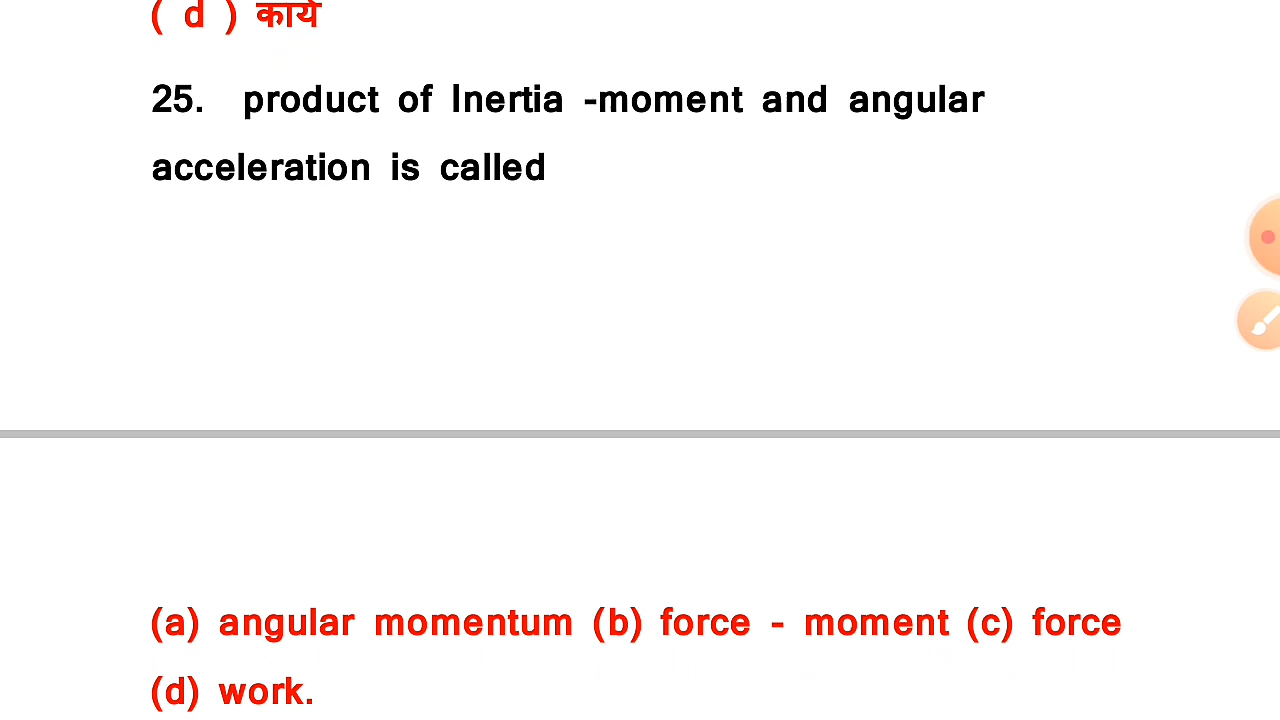 ( d ) कार्य
25. product of Inertia -moment and angular
acceleration is called
(a) angular momentum (b) force - moment (c) force
(d) work.